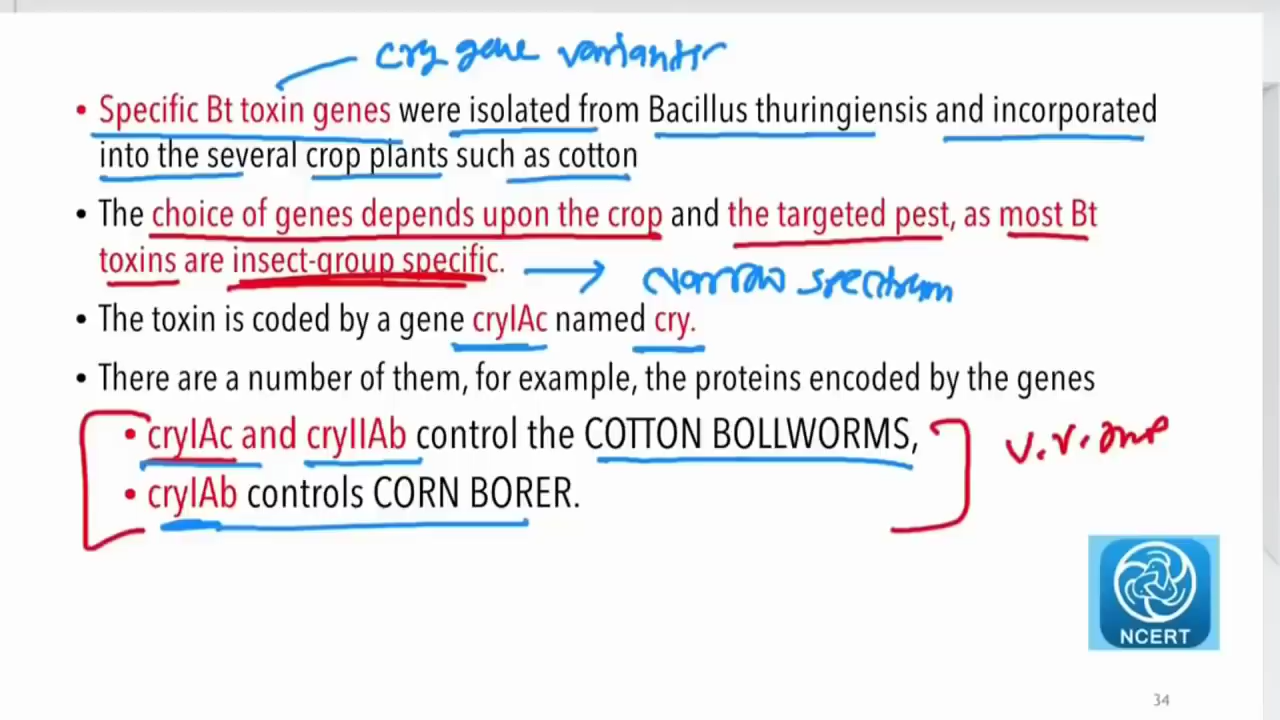 cry gene variants
• Specific Bt toxin genes were isolated from Bacillus thuringiensis and incorporated
into the several crop plants such as cotton
• The choice of genes depends upon the crop and the targeted pest, as most Bt
toxins are insect-group specific.
narrow spectrum
• The toxin is coded by a gene cryIAc named cry.
• There are a number of them, for example, the proteins encoded by the genes
• cryIAc and cryIIAb control the COTTON BOLLWORMS,
v.v.
• cryIAb controls CORN BORER.
NCERT
34